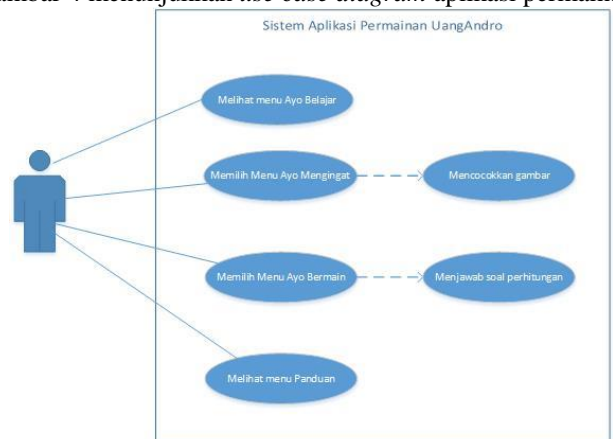 Sistem Aplikasi Permainan UangAndro
Melihat menu Ayo Belajar
Memilih Menu Ayo Mengingat
Mencocokkan gambar
Memilih Menu Ayo Bermain
Menjawab soal perhitungan
Melihat menu Panduan